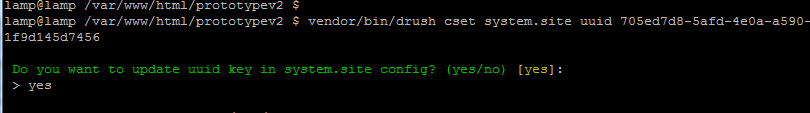 lamp@lamp /var/www/html/prototypev2 $
lamp@lamp /var/www/html/prototypev2 $ vendor/bin/drush cset system.site uuid 705ed7d8-5afd-4e0a-a590-
1f9d145d7456
Do you want to update uuid key in system.site config? (yes/no) [yes]:
> yes